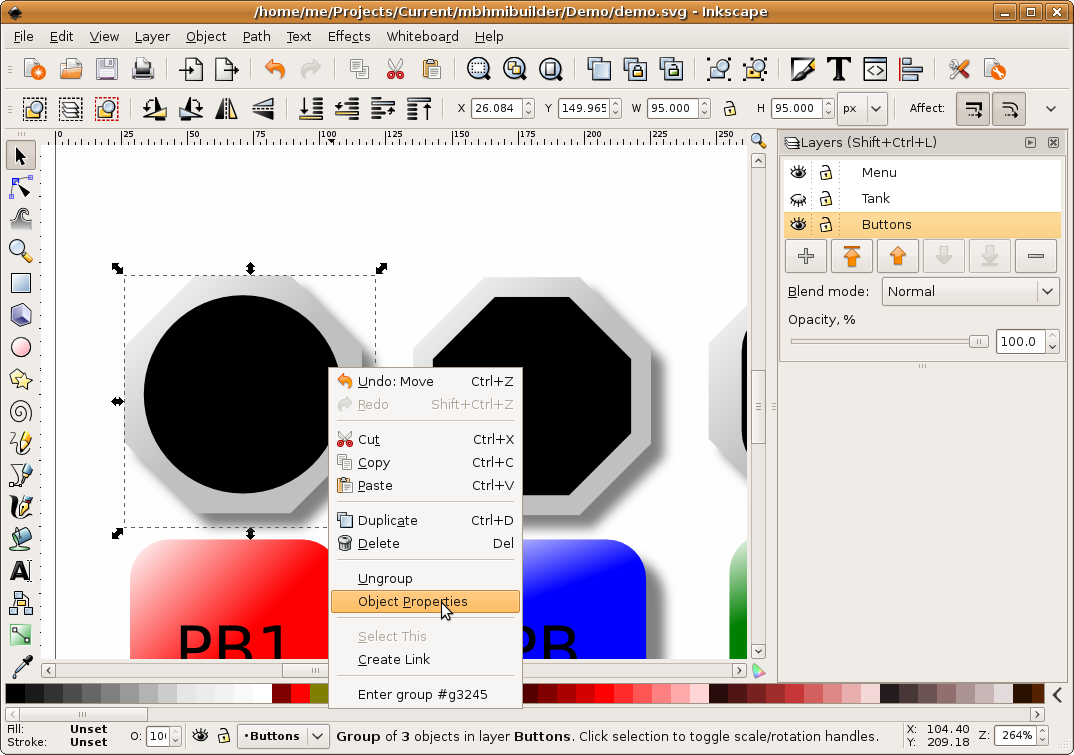 /home/me/Projects/Current/mbhmibuilder/Demo/demo.svg - Inkscape
File Edit View Layer Object Path Text Effects Whiteboard Help
X 26.084 Y 149.965 W 95.000 H 95.000 px Affect:
0 25 50 75 100 125 150 175 200 225 250
Layers (Shift+Ctrl+L)
Menu
Tank
Buttons
Blend mode: Normal
Opacity, %
100.0
Undo: Move Ctrl+Z
Redo Shift+Ctrl+Z
Cut Ctrl+X
Copy Ctrl+C
Paste Ctrl+V
Duplicate Ctrl+D
Delete Del
Ungroup
Object Properties
Select This
Create Link
Enter group #g3245
PB1
PB
Fill: Unset
Stroke: Unset
O: 10
•Buttons
Group of 3 objects in layer Buttons. Click selection to toggle scale/rotation handles.
X: 104.40
Y: 209.18
Z: 264%